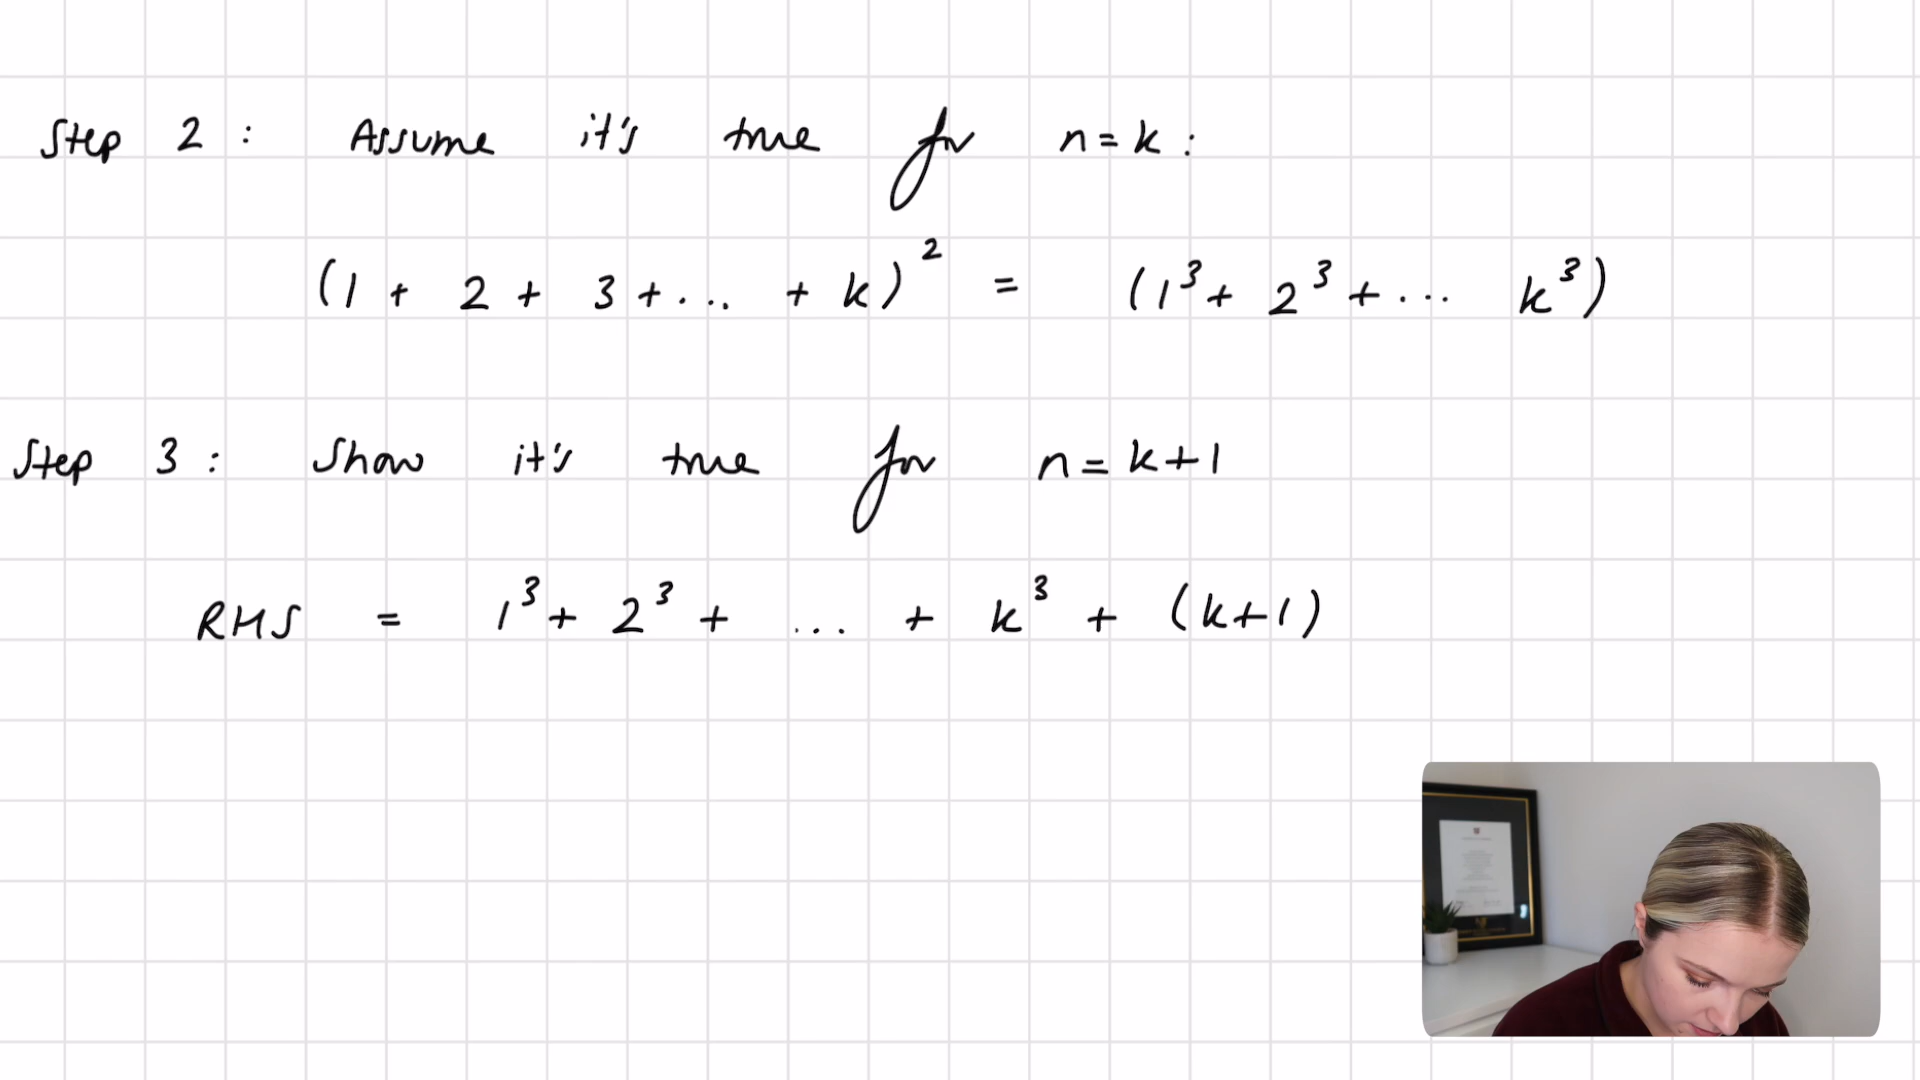 Step 2 : Assume it's true for n=k :
(1 + 2 + 3 + ... + k)² = (1³ + 2³ + ... k³)
Step 3 : Show it's true for n=k+1
RHS = 1³ + 2³ + ... + k³ + (k+1)